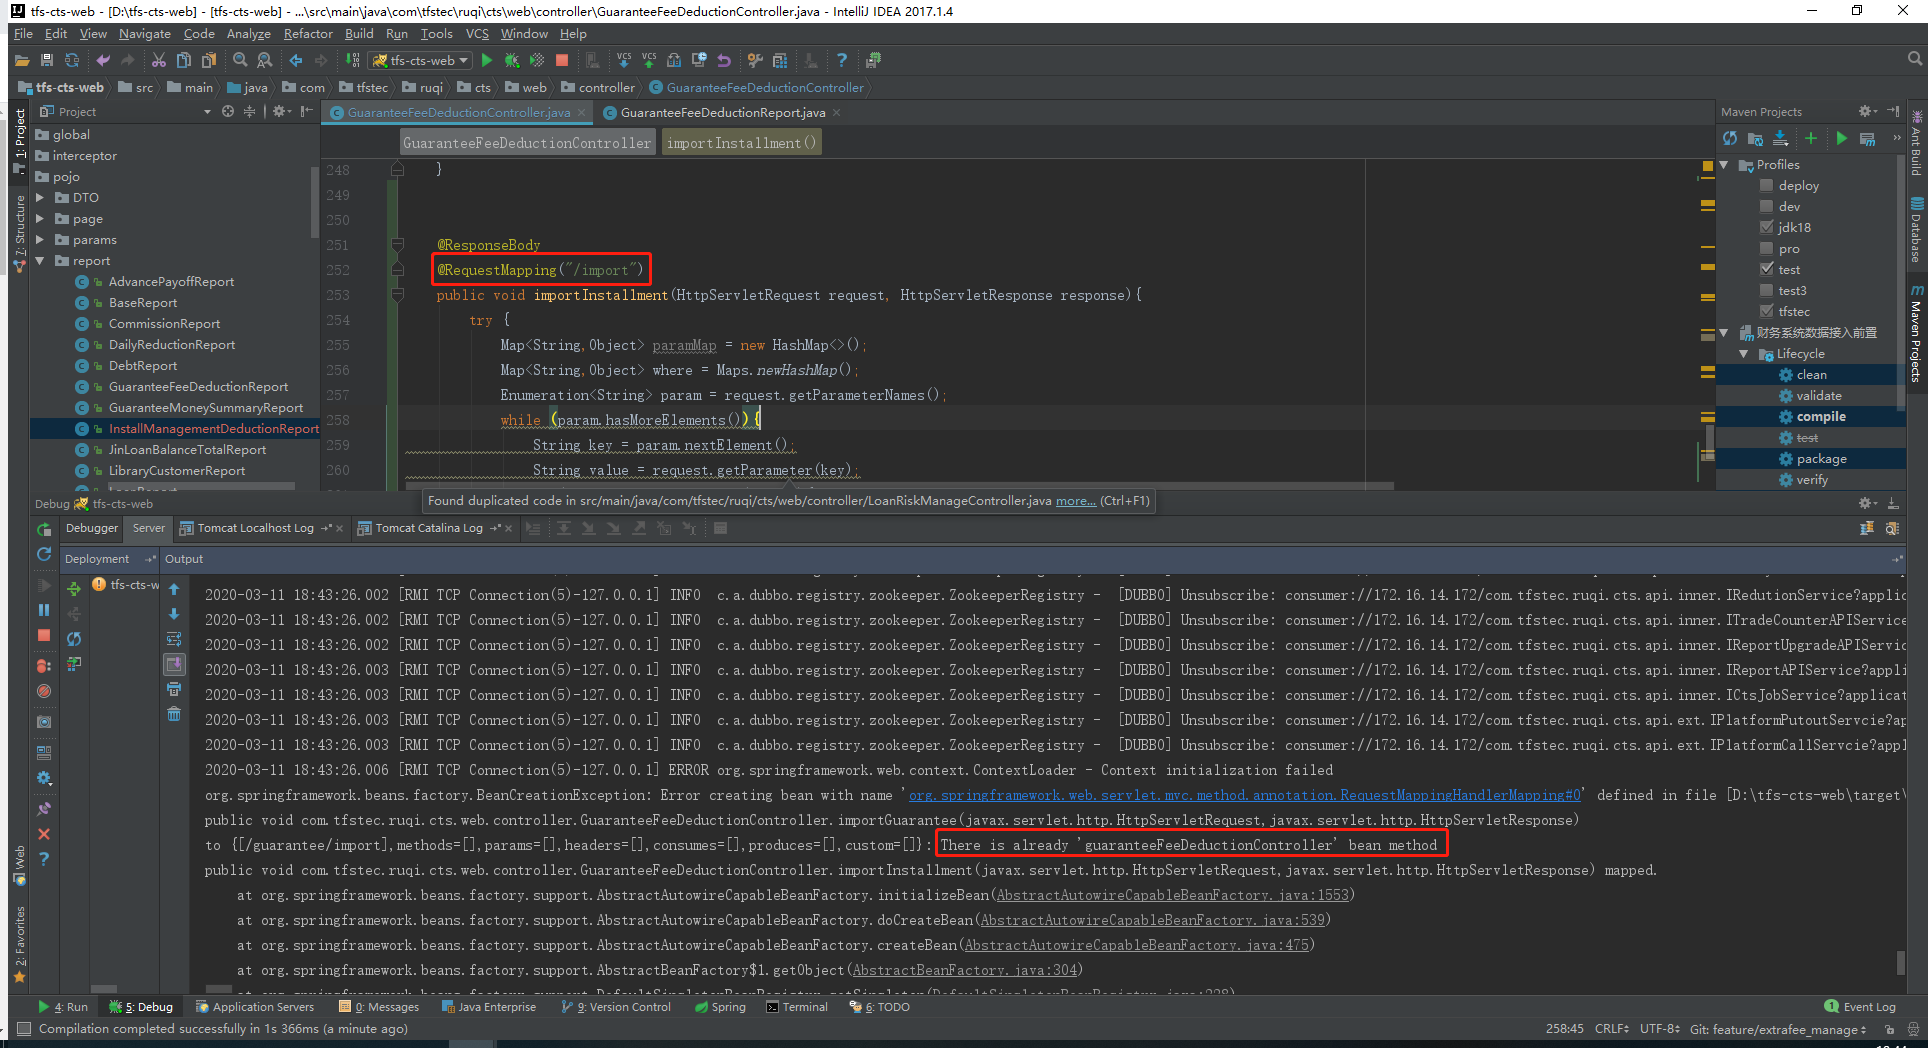 tfs-cts-web - [D:\tfs-cts-web] - [tfs-cts-web] - ...\src\main\java\com\tfstec\ruqi\cts\web\controller\GuaranteeFeeDeductionController.java - IntelliJ IDEA 2017.1.4
File Edit View Navigate Code Analyze Refactor Build Run Tools VCS Window Help
tfs-cts-web
tfs-cts-web src main java com tfstec ruqi cts web controller GuaranteeFeeDeductionController
1: Project
7: Structure
Web
2: Favorites
Project
global
interceptor
pojo
DTO
page
params
report
AdvancePayoffReport
BaseReport
CommissionReport
DailyReductionReport
DebtReport
GuaranteeFeeDeductionReport
GuaranteeMoneySummaryReport
InstallManagementDeductionReport
JinLoanBalanceTotalReport
LibraryCustomerReport
GuaranteeFeeDeductionController.java GuaranteeFeeDeductionReport.java
GuaranteeFeeDeductionController importInstallment()
248 }
249
250
251 @ResponseBody
252 @RequestMapping("/import")
253 public void importInstallment(HttpServletRequest request, HttpServletResponse response){
254 try {
255 Map<String,Object> paramMap = new HashMap<>();
256 Map<String,Object> where = Maps.newHashMap();
257 Enumeration<String> param = request.getParameterNames();
258 while (param.hasMoreElements()){
259 String key = param.nextElement();
260 String value = request.getParameter(key);
Found duplicated code in src/main/java/com/tfstec/ruqi/cts/web/controller/LoanRiskManageController.java more... (Ctrl+F1)
Maven Projects
Profiles
deploy
dev
jdk18
pro
test
test3
tfstec
财务系统数据接入前置
Lifecycle
clean
validate
compile
test
package
verify
Ant Build
Database
Maven Projects
Debug tfs-cts-web
Debugger Server Tomcat Localhost Log Tomcat Catalina Log
Deployment Output
tfs-cts-w
2020-03-11 18:43:26.002 [RMI TCP Connection(5)-127.0.0.1] INFO c.a.dubbo.registry.zookeeper.ZookeeperRegistry - [DUBBO] Unsubscribe: consumer://172.16.14.172/com.tfstec.ruqi.cts.api.inner.IRedutionService?applic
2020-03-11 18:43:26.002 [RMI TCP Connection(5)-127.0.0.1] INFO c.a.dubbo.registry.zookeeper.ZookeeperRegistry - [DUBBO] Unsubscribe: consumer://172.16.14.172/com.tfstec.ruqi.cts.api.inner.ITradeCounterAPIService
2020-03-11 18:43:26.002 [RMI TCP Connection(5)-127.0.0.1] INFO c.a.dubbo.registry.zookeeper.ZookeeperRegistry - [DUBBO] Unsubscribe: consumer://172.16.14.172/com.tfstec.ruqi.cts.api.inner.IReportUpgradeAPIServic
2020-03-11 18:43:26.003 [RMI TCP Connection(5)-127.0.0.1] INFO c.a.dubbo.registry.zookeeper.ZookeeperRegistry - [DUBBO] Unsubscribe: consumer://172.16.14.172/com.tfstec.ruqi.cts.api.inner.IReportAPIService?appli
2020-03-11 18:43:26.003 [RMI TCP Connection(5)-127.0.0.1] INFO c.a.dubbo.registry.zookeeper.ZookeeperRegistry - [DUBBO] Unsubscribe: consumer://172.16.14.172/com.tfstec.ruqi.cts.api.inner.ICtsJobService?applicat
2020-03-11 18:43:26.003 [RMI TCP Connection(5)-127.0.0.1] INFO c.a.dubbo.registry.zookeeper.ZookeeperRegistry - [DUBBO] Unsubscribe: consumer://172.16.14.172/com.tfstec.ruqi.cts.api.ext.IPlatformPutoutServcie?ap
2020-03-11 18:43:26.003 [RMI TCP Connection(5)-127.0.0.1] INFO c.a.dubbo.registry.zookeeper.ZookeeperRegistry - [DUBBO] Unsubscribe: consumer://172.16.14.172/com.tfstec.ruqi.cts.api.ext.IPlatformCallServcie?appl
2020-03-11 18:43:26.006 [RMI TCP Connection(5)-127.0.0.1] ERROR org.springframework.web.context.ContextLoader - Context initialization failed
org.springframework.beans.factory.BeanCreationException: Error creating bean with name 'org.springframework.web.servlet.mvc.method.annotation.RequestMappingHandlerMapping#0' defined in file [D:\tfs-cts-web\target\
public void com.tfstec.ruqi.cts.web.controller.GuaranteeFeeDeductionController.importGuarantee(javax.servlet.http.HttpServletRequest,javax.servlet.http.HttpServletResponse)
to {[/guarantee/import],methods=[],params=[],headers=[],consumes=[],produces=[],custom=[]}: There is already 'guaranteeFeeDeductionController' bean method
public void com.tfstec.ruqi.cts.web.controller.GuaranteeFeeDeductionController.importInstallment(javax.servlet.http.HttpServletRequest,javax.servlet.http.HttpServletResponse) mapped.
at org.springframework.beans.factory.support.AbstractAutowireCapableBeanFactory.initializeBean(AbstractAutowireCapableBeanFactory.java:1553)
at org.springframework.beans.factory.support.AbstractAutowireCapableBeanFactory.doCreateBean(AbstractAutowireCapableBeanFactory.java:539)
at org.springframework.beans.factory.support.AbstractAutowireCapableBeanFactory.createBean(AbstractAutowireCapableBeanFactory.java:475)
at org.springframework.beans.factory.support.AbstractBeanFactory$1.getObject(AbstractBeanFactory.java:304)
4: Run 5: Debug Application Servers 0: Messages Java Enterprise 9: Version Control Spring Terminal 6: TODO 1 Event Log
Compilation completed successfully in 1s 366ms (a minute ago) 258:45 CRLF UTF-8 Git: feature/extrafee_manage